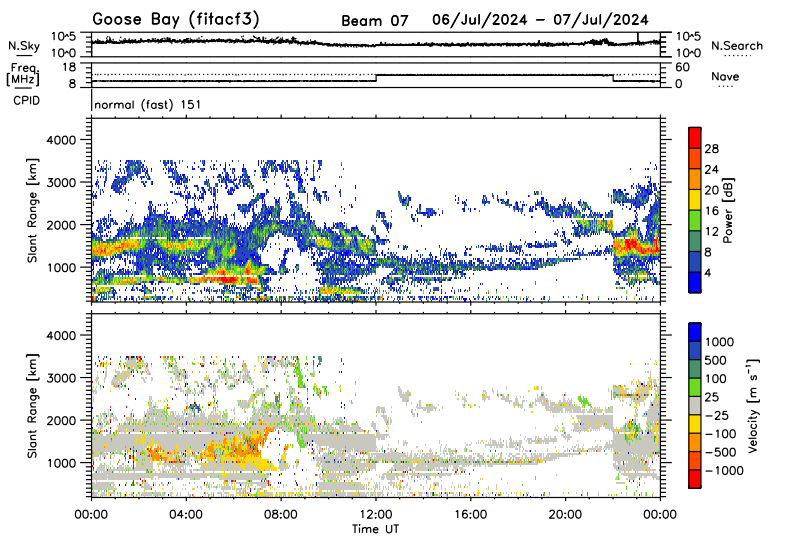 Goose Bay (fitacf3) Beam 07 06/Jul/2024 − 07/Jul/2024
N.Sky 10^5 10^0 10^5 10^0 N.Search
Freq. [MHz] 18 8 60 0 Nave
CPID normal (fast) 151
Slant Range [km] 4000 3000 2000 1000
Power [dB] 28 24 20 16 12 8 4
Slant Range [km] 4000 3000 2000 1000
Velocity [m s⁻¹] 1000 500 100 25 −25 −100 −500 −1000
00:00 04:00 08:00 12:00 16:00 20:00 00:00
Time UT